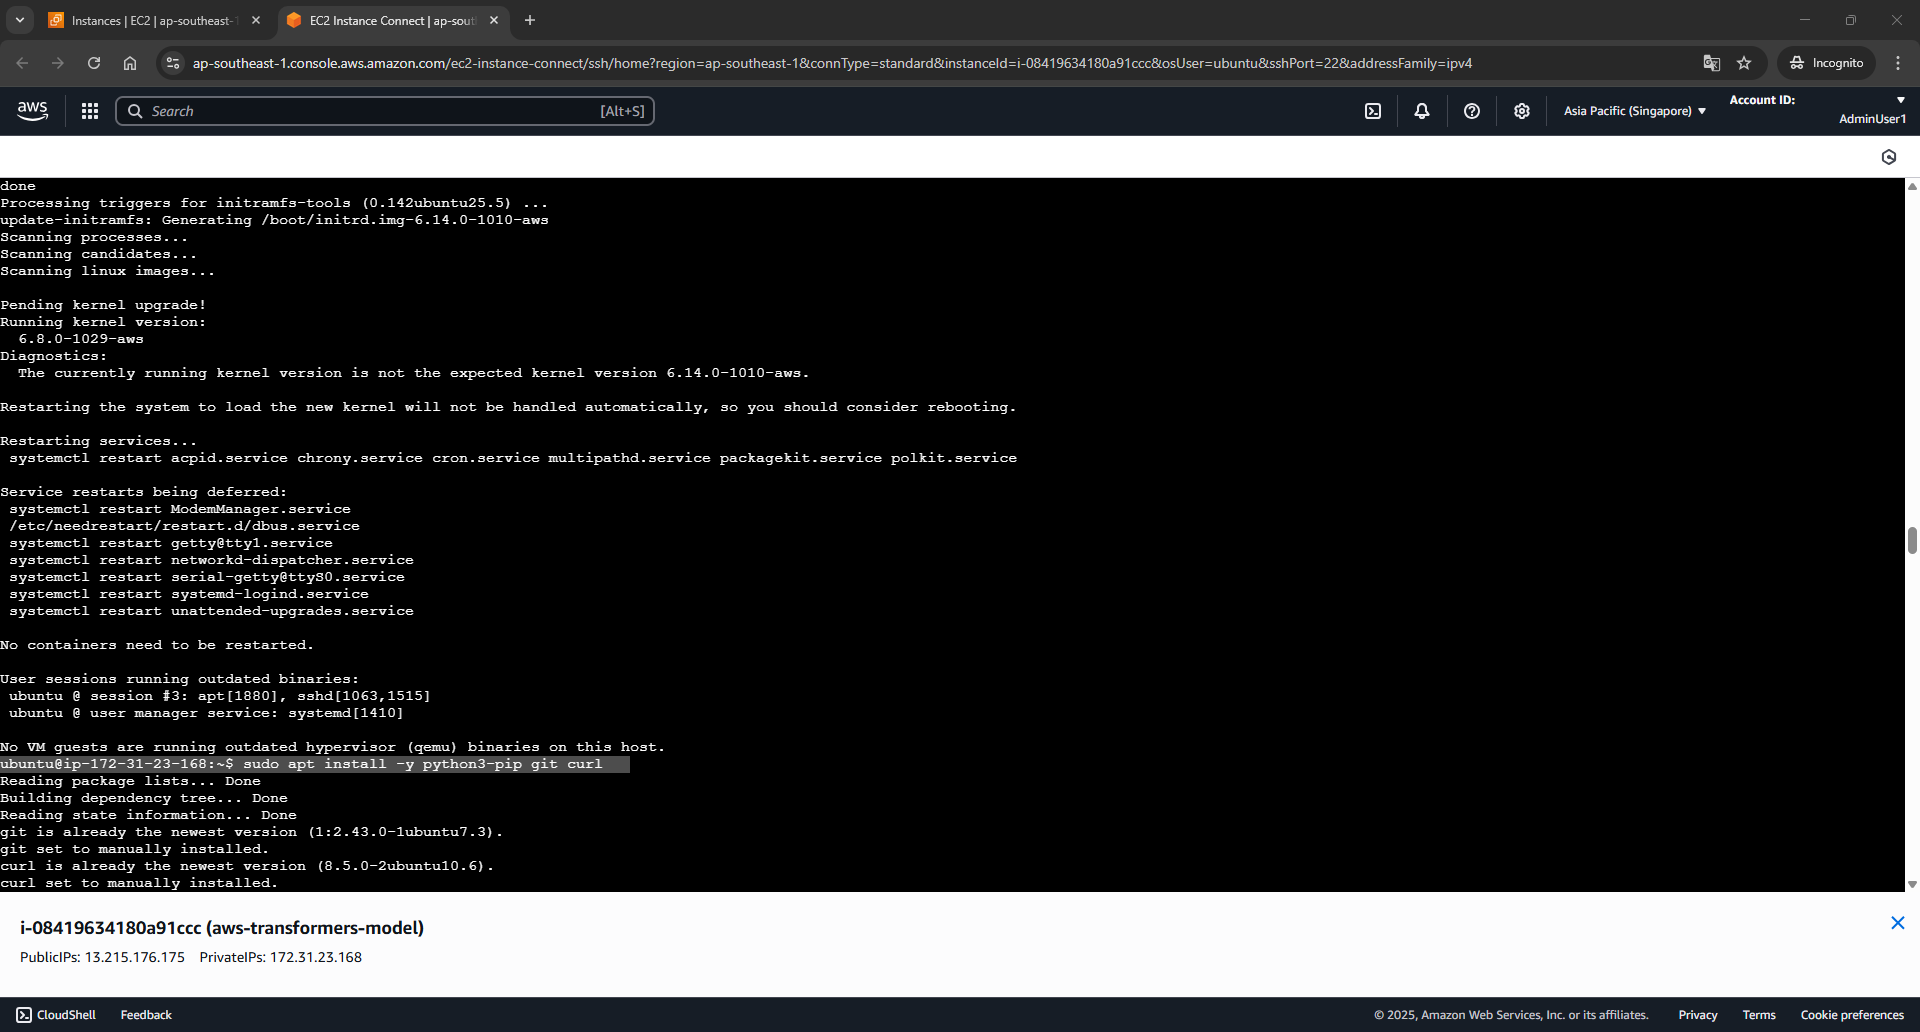 Instances | EC2 | ap-southeast-1
EC2 Instance Connect | ap-sout
ap-southeast-1.console.aws.amazon.com/ec2-instance-connect/ssh/home?region=ap-southeast-1&connType=standard&instanceId=i-08419634180a91ccc&osUser=ubuntu&sshPort=22&addressFamily=ipv4
Incognito
aws
Search
[Alt+S]
Asia Pacific (Singapore)
Account ID:
AdminUser1
done
Processing triggers for initramfs-tools (0.142ubuntu25.5) ...
update-initramfs: Generating /boot/initrd.img-6.14.0-1010-aws
Scanning processes...
Scanning candidates...
Scanning linux images...
Pending kernel upgrade!
Running kernel version:
6.8.0-1029-aws
Diagnostics:
The currently running kernel version is not the expected kernel version 6.14.0-1010-aws.
Restarting the system to load the new kernel will not be handled automatically, so you should consider rebooting.
Restarting services...
systemctl restart acpid.service chrony.service cron.service multipathd.service packagekit.service polkit.service
Service restarts being deferred:
systemctl restart ModemManager.service
/etc/needrestart/restart.d/dbus.service
systemctl restart getty@tty1.service
systemctl restart networkd-dispatcher.service
systemctl restart serial-getty@ttyS0.service
systemctl restart systemd-logind.service
systemctl restart unattended-upgrades.service
No containers need to be restarted.
User sessions running outdated binaries:
ubuntu @ session #3: apt[1880], sshd[1063,1515]
ubuntu @ user manager service: systemd[1410]
No VM guests are running outdated hypervisor (qemu) binaries on this host.
ubuntu@ip-172-31-23-168:~$ sudo apt install -y python3-pip git curl
Reading package lists... Done
Building dependency tree... Done
Reading state information... Done
git is already the newest version (1:2.43.0-1ubuntu7.3).
git set to manually installed.
curl is already the newest version (8.5.0-2ubuntu10.6).
curl set to manually installed.
i-08419634180a91ccc (aws-transformers-model)
PublicIPs: 13.215.176.175 PrivateIPs: 172.31.23.168
CloudShell
Feedback
© 2025, Amazon Web Services, Inc. or its affiliates.
Privacy
Terms
Cookie preferences